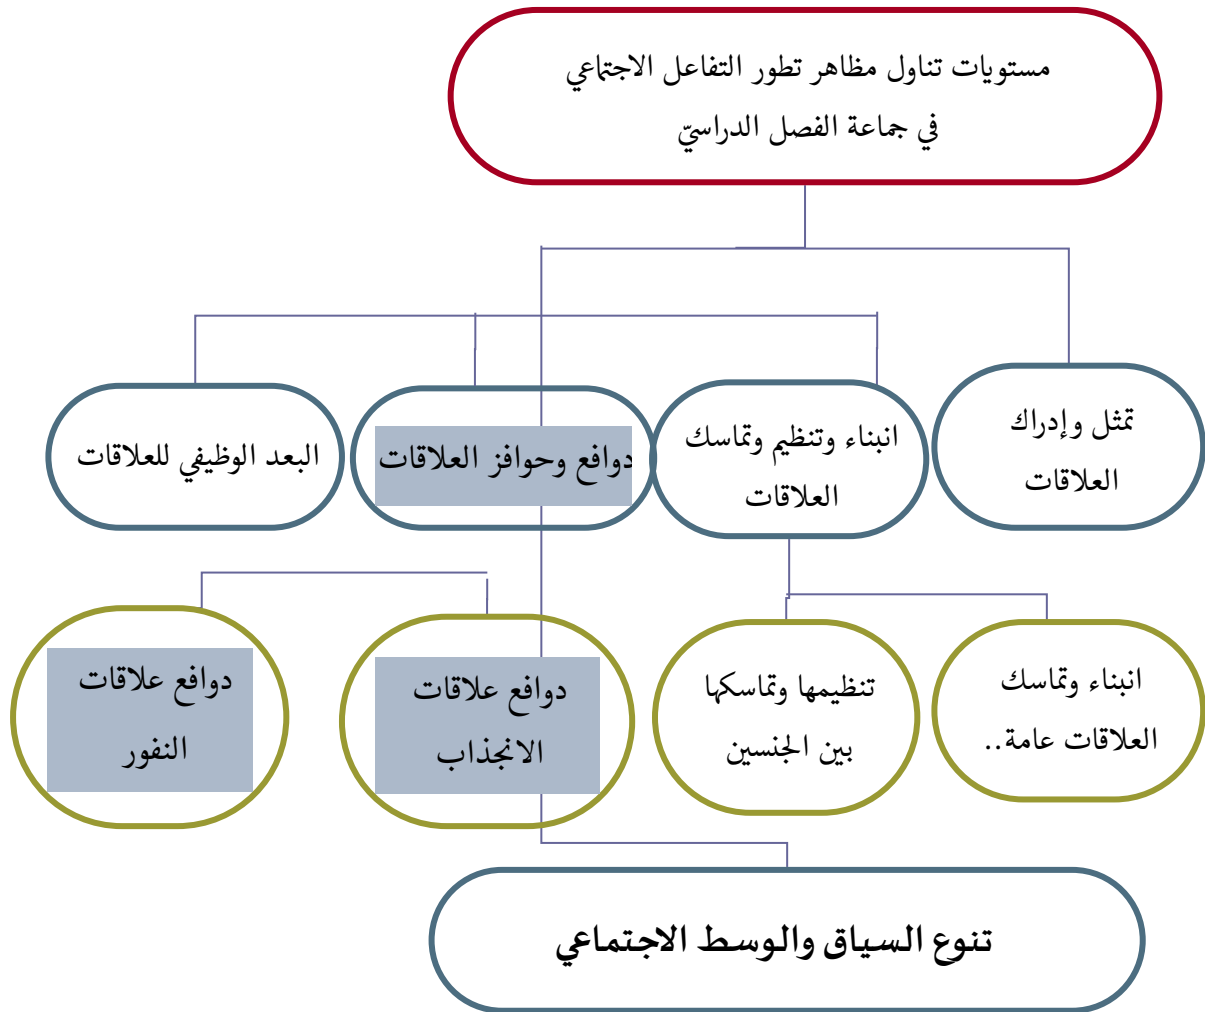 مستويات تناول مظاهر تطور التفاعل الاجتماعي
في جماعة الفصل الدراسيّ
تمثل وإدراك
العلاقات
انبناء وتنظيم وتماسك
العلاقات
دوافع وحوافز العلاقات
البعد الوظيفي للعلاقات
انبناء وتماسك
العلاقات عامة..
تنظيمها وتماسكها
بين الجنسين
دوافع علاقات
الانجذاب
دوافع علاقات
النفور
تنوع السياق والوسط الاجتماعي